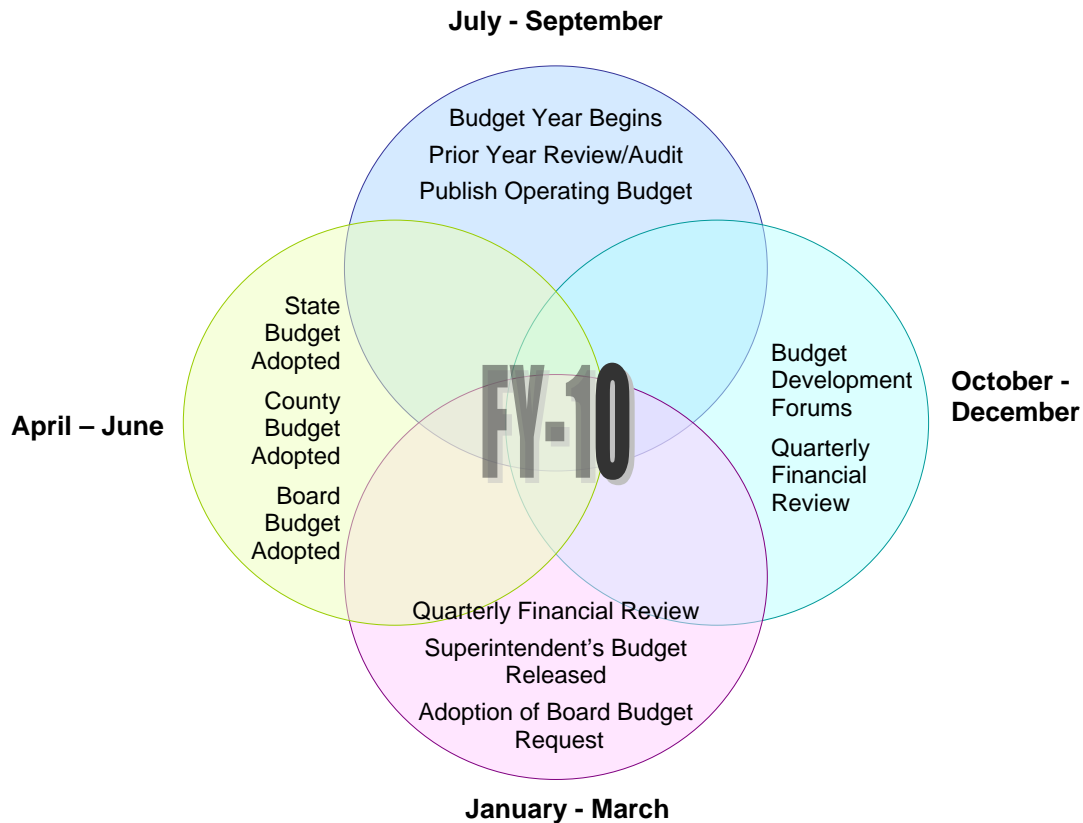 July - September
Budget Year Begins
Prior Year Review/Audit
Publish Operating Budget
State
Budget
Adopted
County
Budget
Adopted
Board
Budget
Adopted
April – June
FY-10
Budget
Development
Forums
Quarterly
Financial
Review
October -
December
Quarterly Financial Review
Superintendent’s Budget
Released
Adoption of Board Budget
Request
January - March